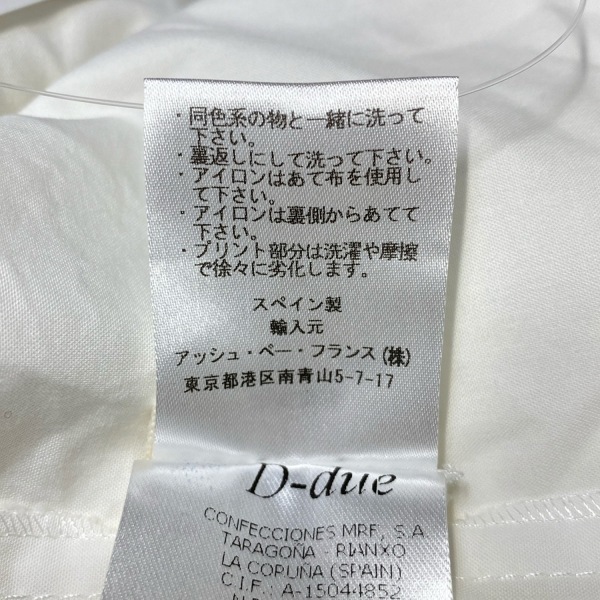 ・同色系の物と一緒に洗って
下さい。
・裏返しにして洗って下さい。
・アイロンはあて布を使用し
て下さい。
・アイロンは裏側からあてて
下さい。
・プリント部分は洗濯や摩擦
で徐々に劣化します。
スペイン製
輸入元
アッシュ・ペー・フランス(株)
東京都港区南青山5-7-17
D-due
CONFECCIONES MRF, S.A
TARAGOÑA - RIANXO
LA CORUÑA (SPAIN)
C.I.F.: A-15044852